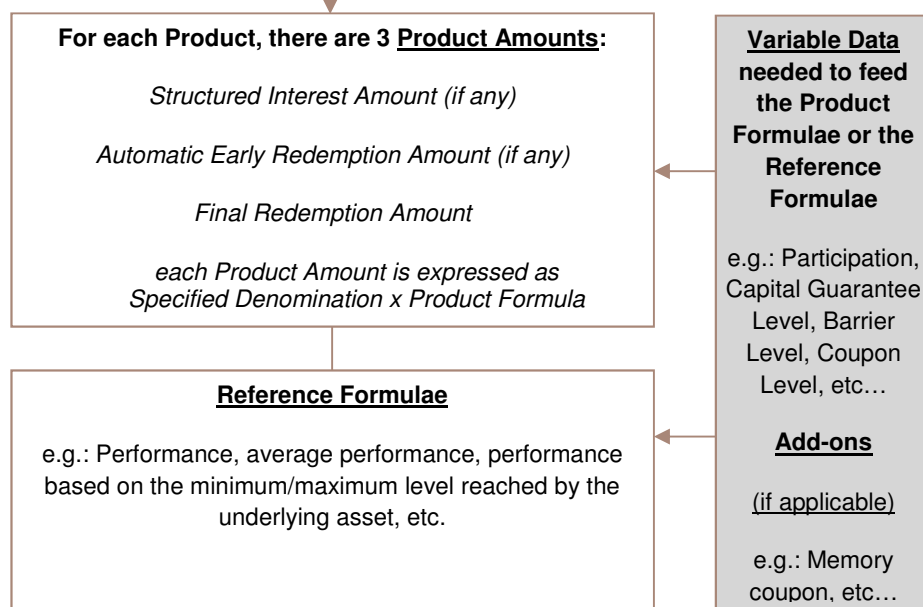 For each Product, there are 3 Product Amounts:
Structured Interest Amount (if any)
Automatic Early Redemption Amount (if any)
Final Redemption Amount
each Product Amount is expressed as
Specified Denomination x Product Formula
Reference Formulae
e.g.: Performance, average performance, performance
based on the minimum/maximum level reached by the
underlying asset, etc.
Variable Data
needed to feed
the Product
Formulae or the
Reference
Formulae
e.g.: Participation,
Capital Guarantee
Level, Barrier
Level, Coupon
Level, etc…
Add-ons
(if applicable)
e.g.: Memory
coupon, etc…